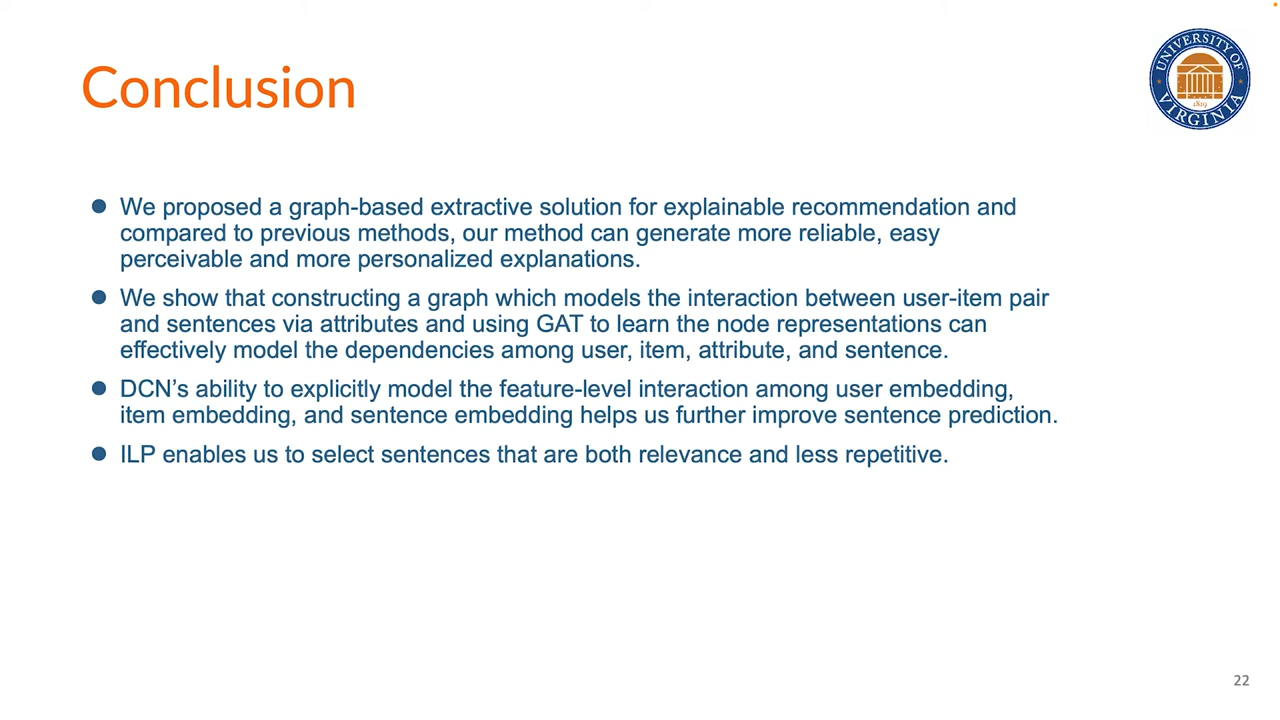 Conclusion
UNIVERSITY OF
VIRGINIA
1819
We proposed a graph-based extractive solution for explainable recommendation and
compared to previous methods, our method can generate more reliable, easy
perceivable and more personalized explanations.
We show that constructing a graph which models the interaction between user-item pair
and sentences via attributes and using GAT to learn the node representations can
effectively model the dependencies among user, item, attribute, and sentence.
DCN’s ability to explicitly model the feature-level interaction among user embedding,
item embedding, and sentence embedding helps us further improve sentence prediction.
ILP enables us to select sentences that are both relevance and less repetitive.
22